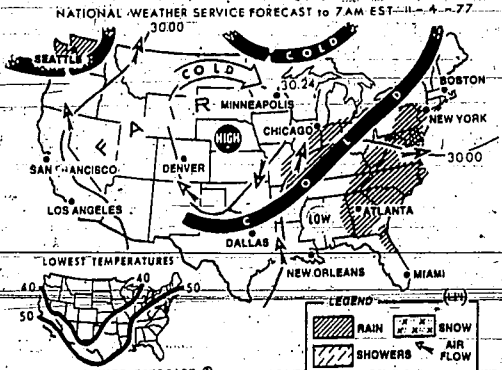 NATIONAL WEATHER SERVICE FORECAST to 7AM EST 11-4-77
30.00
SEATTLE
COLD
COLD
30.24
R
MINNEAPOLIS
BOSTON
NEW YORK
CHICAGO
HIGH
F A
30.00
SAN FRANCISCO
DENVER
COLD
LOS ANGELES
LOW
ATLANTA
DALLAS
NEW ORLEANS
MIAMI
LOWEST TEMPERATURES
40 40 50
50
LEGEND
RAIN
SNOW
SHOWERS
AIR
FLOW